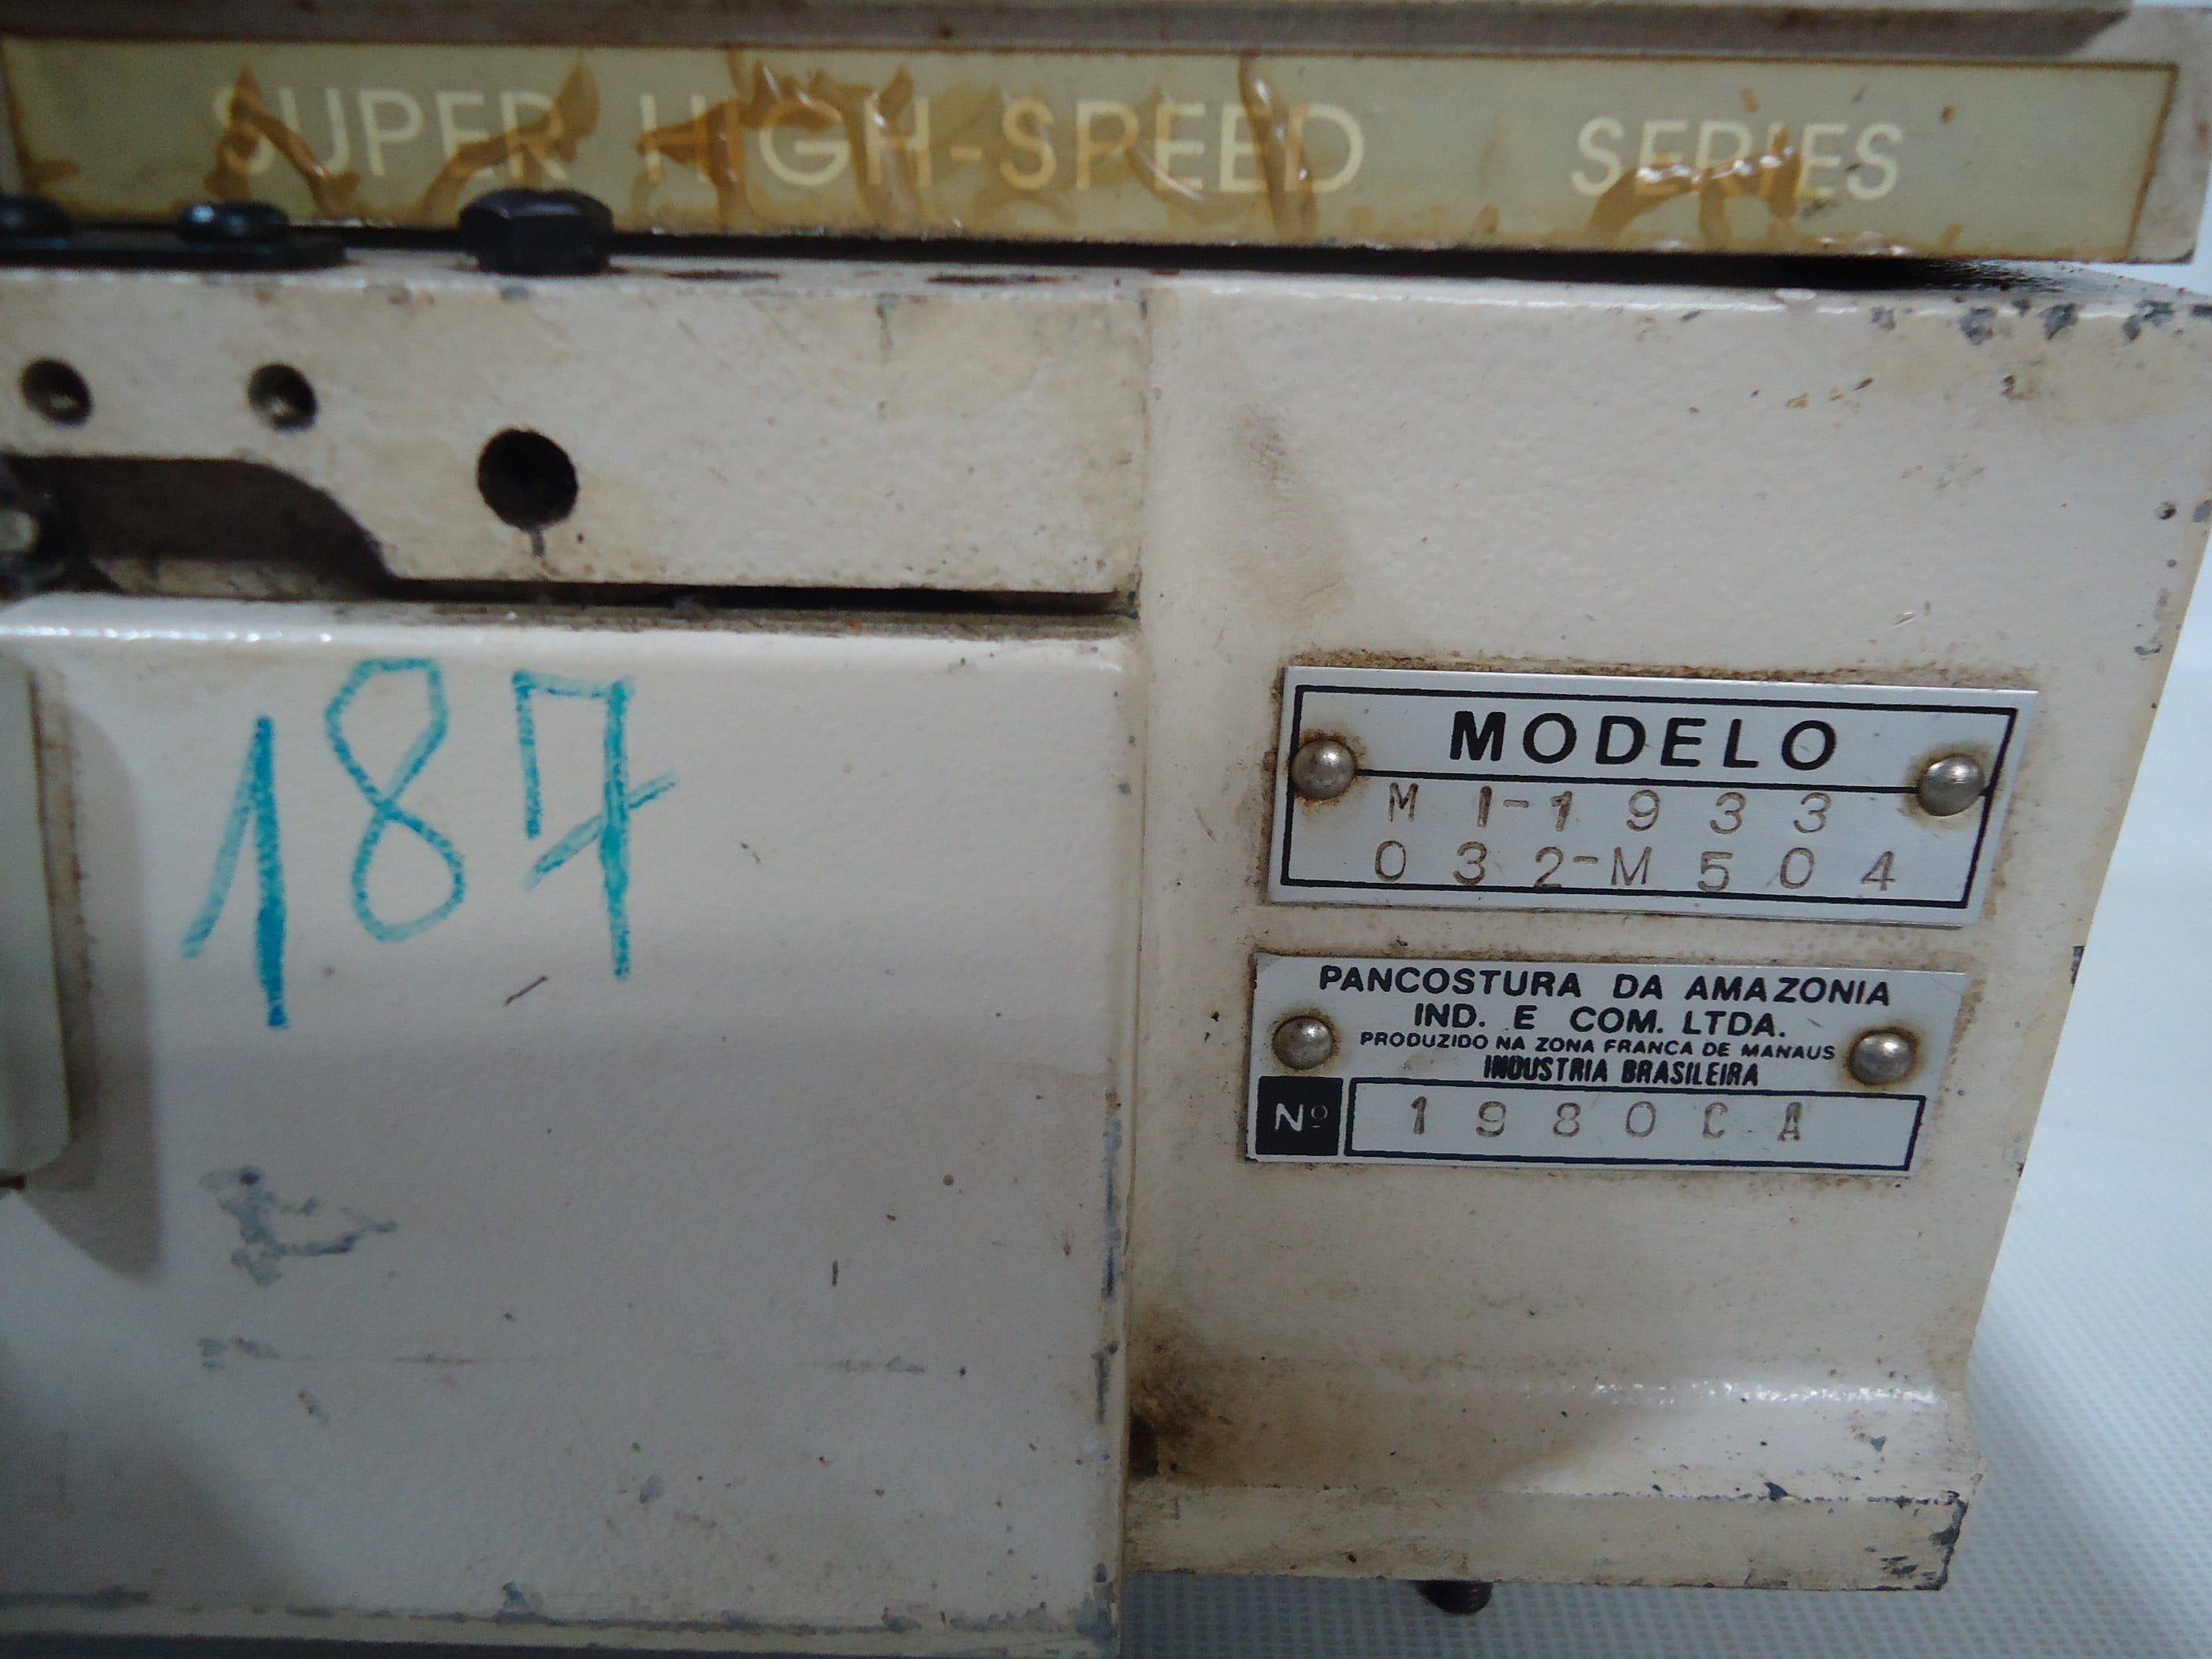 SUPER HIGH-SPEED SERIES
187
MODELO
MI-1933
032-M504
PANCOSTURA DA AMAZONIA
IND. E COM. LTDA.
PRODUZIDO NA ZONA FRANCA DE MANAUS
INDUSTRIA BRASILEIRA
Nº 1980CA